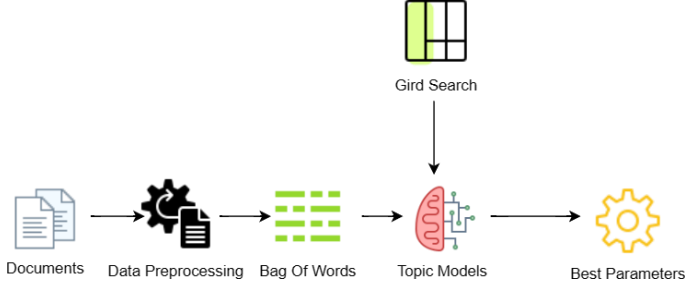 Gird Search
Documents
Data Preprocessing
Bag Of Words
Topic Models
Best Parameters